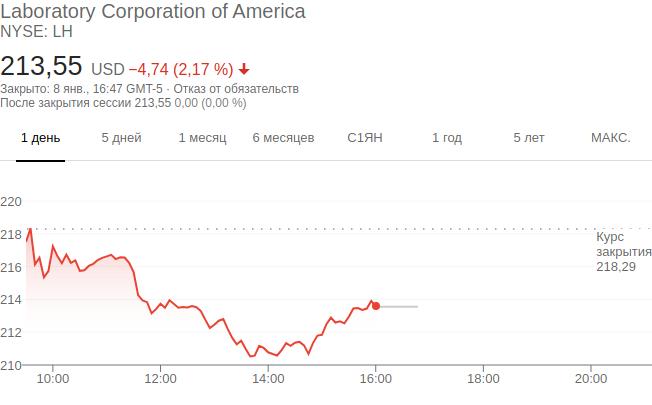 Laboratory Corporation of America
NYSE: LH
213,55 USD −4,74 (2,17 %)
Закрыто: 8 янв., 16:47 GMT-5 · Отказ от обязательств
После закрытия сессии 213,55 0,00 (0,00 %)
1 день 5 дней 1 месяц 6 месяцев С1ЯН 1 год 5 лет МАКС.
220
218
Курс
закрытия
218,29
216
214
212
210
10:00 12:00 14:00 16:00 18:00 20:00